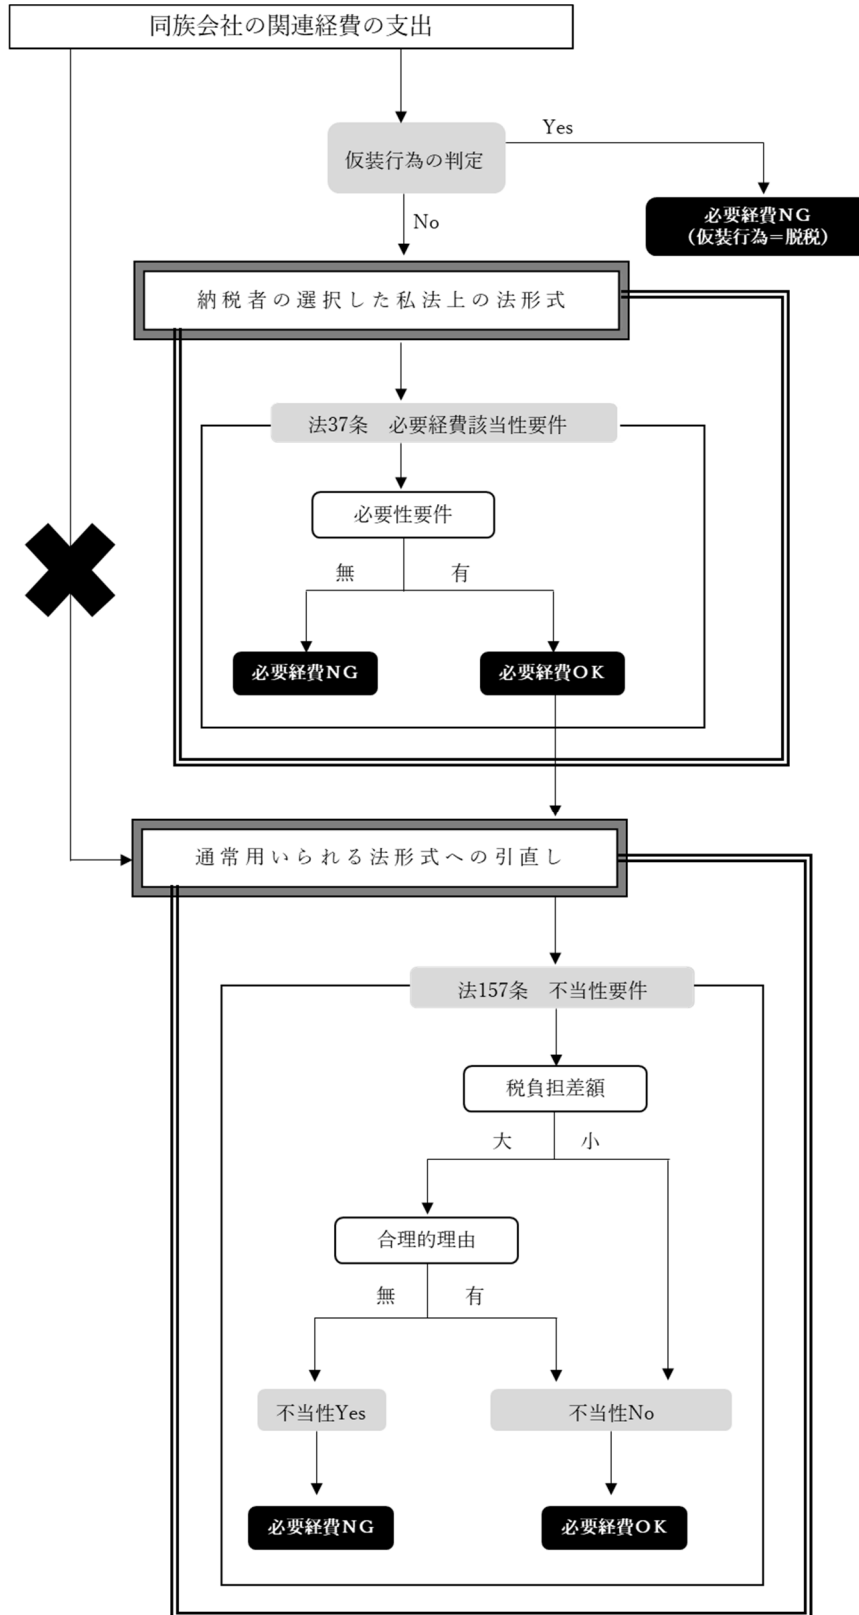 同族会社の関連経費の支出
Yes
仮装行為の判定
必要経費NG
(仮装行為=脱税)
No
納税者の選択した私法上の法形式
法37条　必要経費該当性要件
必要性要件
無　有
必要経費NG　必要経費OK
通常用いられる法形式への引直し
法157条　不当性要件
税負担差額
大　小
合理的理由
無　有
不当性Yes　不当性No
必要経費NG　必要経費OK